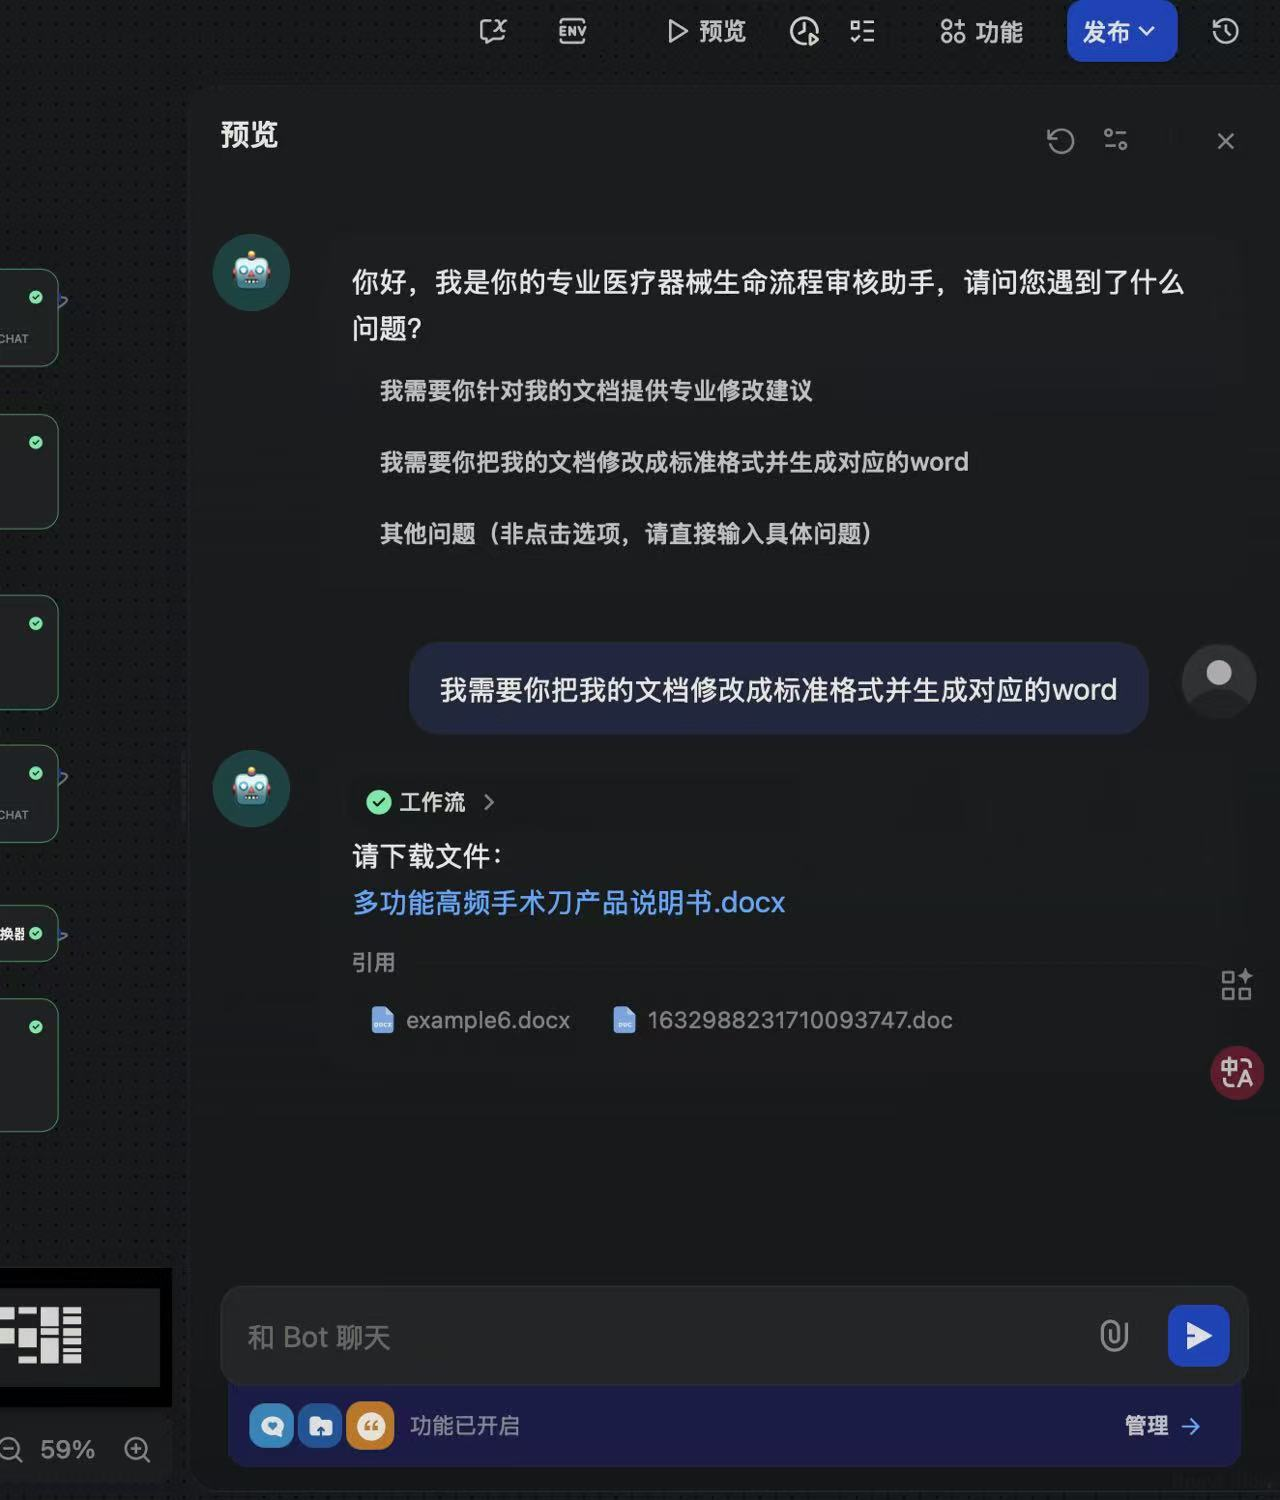 ENV
预览
功能
发布
预览
你好，我是你的专业医疗器械生命流程审核助手，请问您遇到了什么
问题？
我需要你针对我的文档提供专业修改建议
我需要你把我的文档修改成标准格式并生成对应的word
其他问题（非点击选项，请直接输入具体问题）
CHAT
我需要你把我的文档修改成标准格式并生成对应的word
工作流
CHAT
请下载文件：
多功能高频手术刀产品说明书.docx
换器
引用
DOCX
example6.docx
DOC
1632988231710093747.doc
中A
和 Bot 聊天
功能已开启
管理
59%